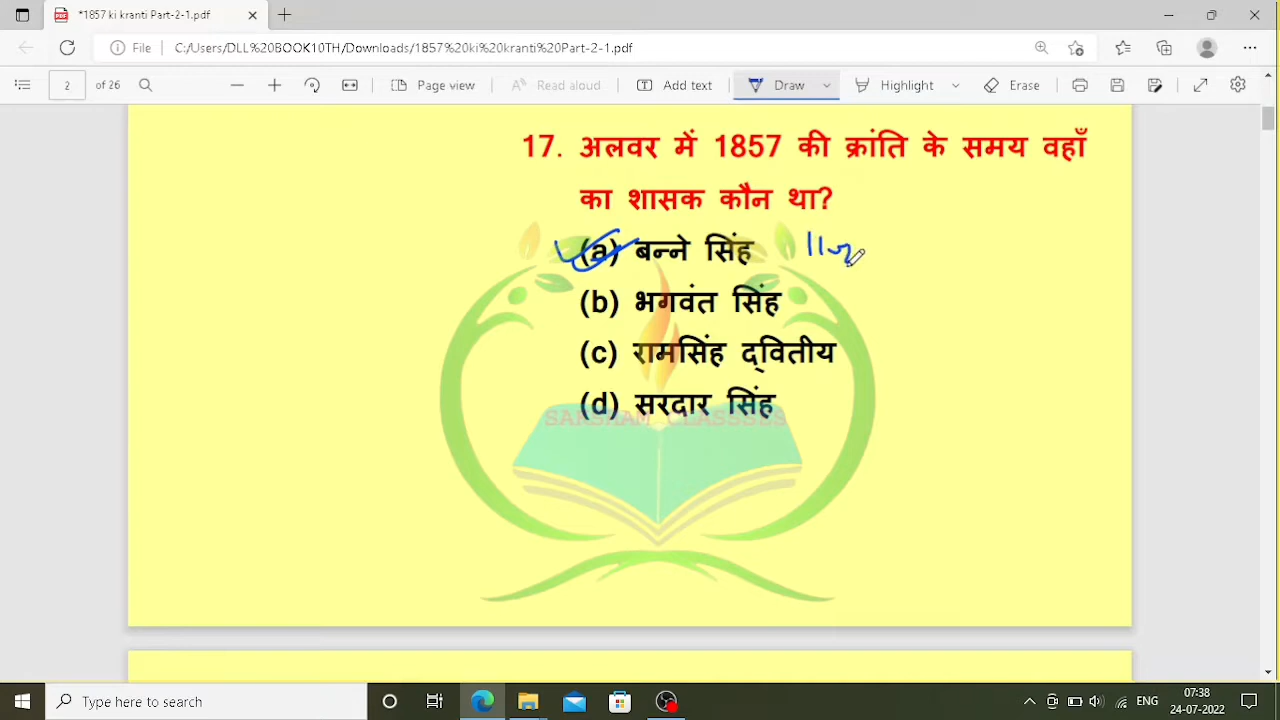 *1857 ki kranti Part-2-1.pdf
File C:/Users/DLL%20BOOK10TH/Downloads/1857%20ki%20kranti%20Part-2-1.pdf
2 of 26 Page view Read aloud Add text Draw Highlight Erase
17. अलवर में 1857 की क्रांति के समय वहाँ
का शासक कौन था?
(a) बन्ने सिंह
(b) भगवंत सिंह
(c) रामसिंह द्वितीय
(d) सरदार सिंह
SAKSHAM CLASSSES
Type here to search
ENG
07:38
24-07-2022